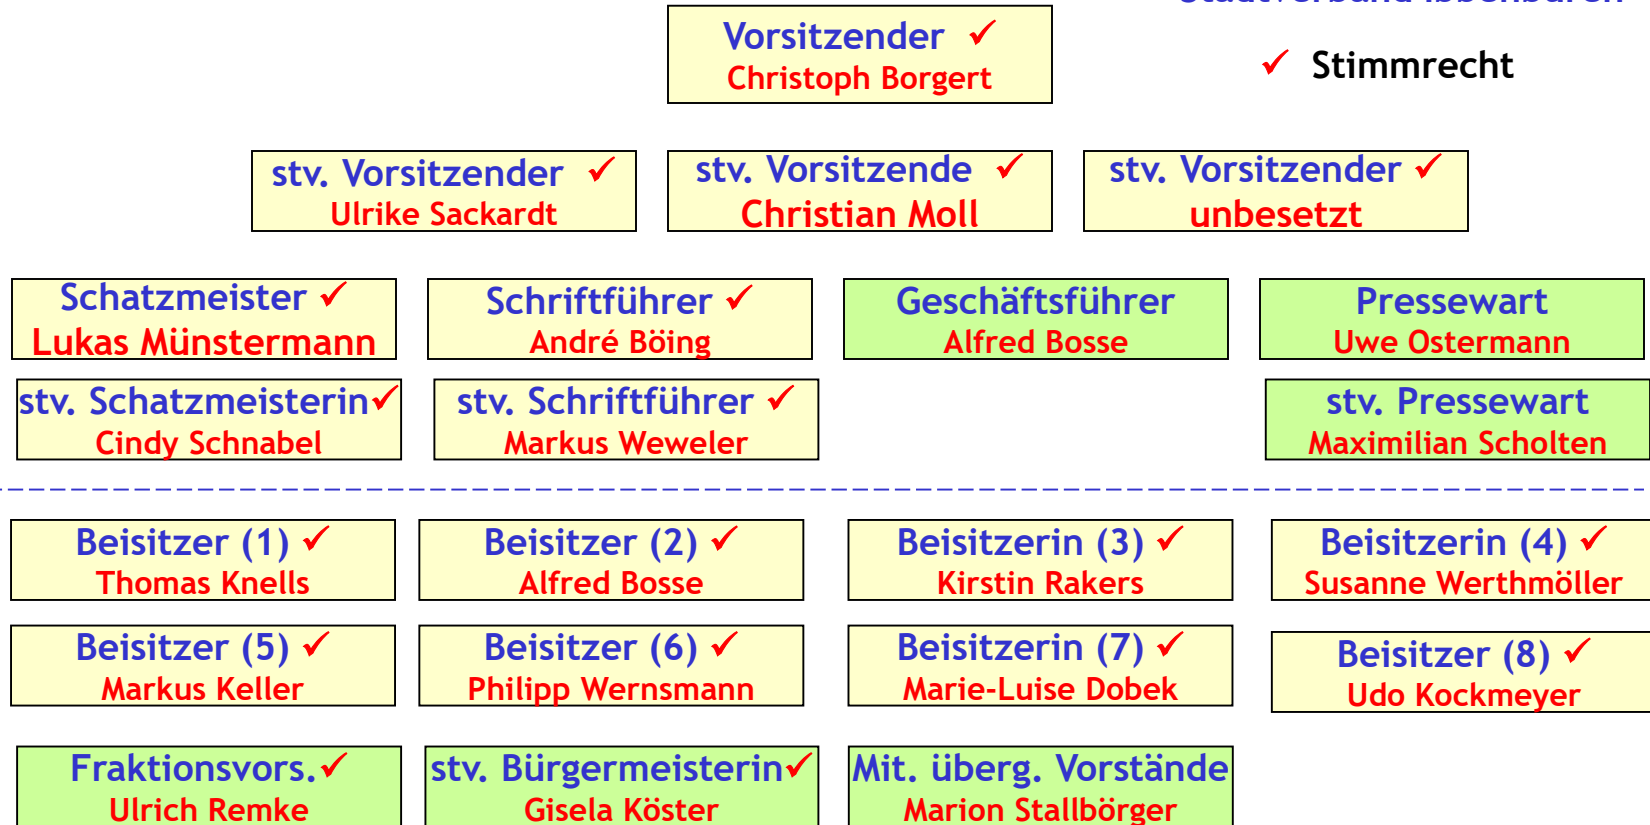 Stadtverband Ibbenbüren
Vorsitzender ✓
Christoph Borgert
✓ Stimmrecht
stv. Vorsitzender ✓
Ulrike Sackardt
stv. Vorsitzende ✓
Christian Moll
stv. Vorsitzender ✓
unbesetzt
Schatzmeister ✓
Lukas Münstermann
Schriftführer ✓
André Böing
Geschäftsführer
Alfred Bosse
Pressewart
Uwe Ostermann
stv. Schatzmeisterin ✓
Cindy Schnabel
stv. Schriftführer ✓
Markus Weweler
stv. Pressewart
Maximilian Scholten
Beisitzer (1) ✓
Thomas Knells
Beisitzer (2) ✓
Alfred Bosse
Beisitzerin (3) ✓
Kirstin Rakers
Beisitzerin (4) ✓
Susanne Werthmöller
Beisitzer (5) ✓
Markus Keller
Beisitzer (6) ✓
Philipp Wernsmann
Beisitzerin (7) ✓
Marie-Luise Dobek
Beisitzer (8) ✓
Udo Kockmeyer
Fraktionsvors. ✓
Ulrich Remke
stv. Bürgermeisterin ✓
Gisela Köster
Mit. überg. Vorstände
Marion Stallbörger